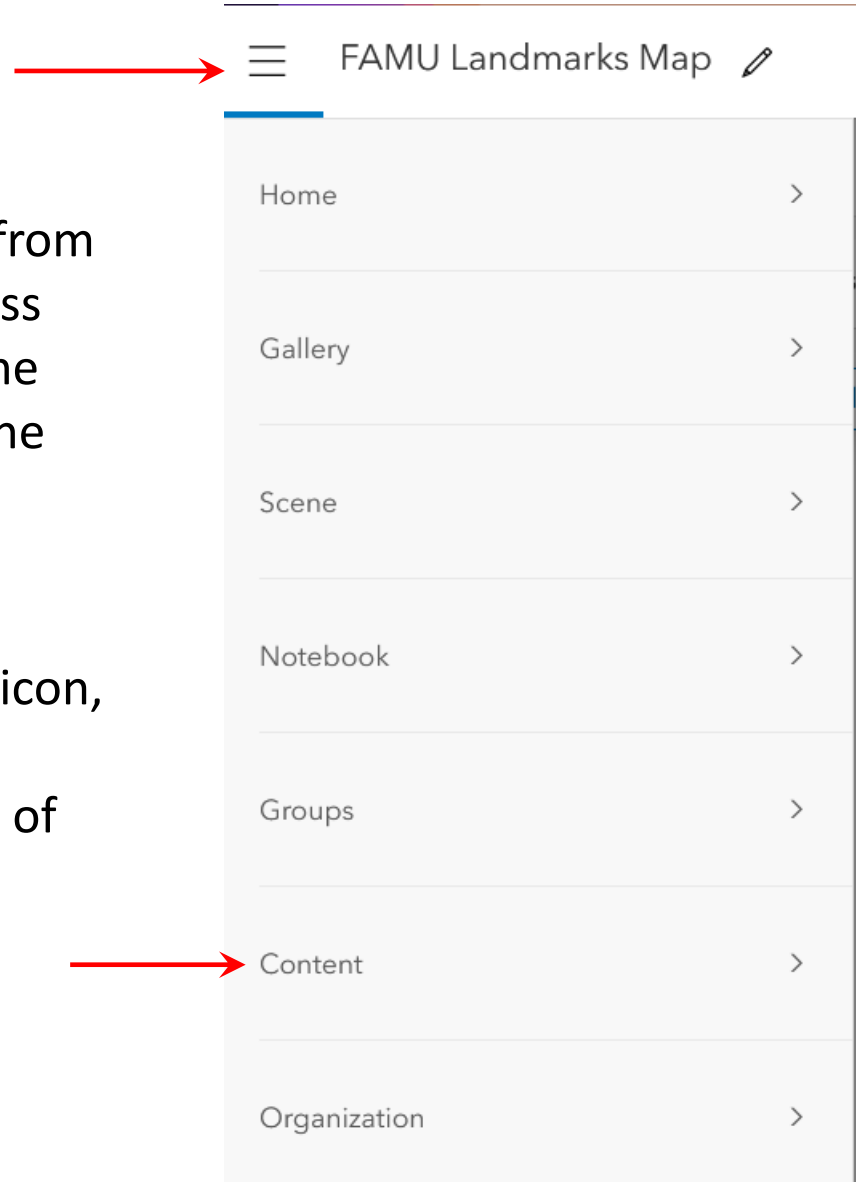 FAMU Landmarks Map
Home
Gallery
Scene
Notebook
Groups
Content
Organization
from
ss
ne
ne
icon,
of